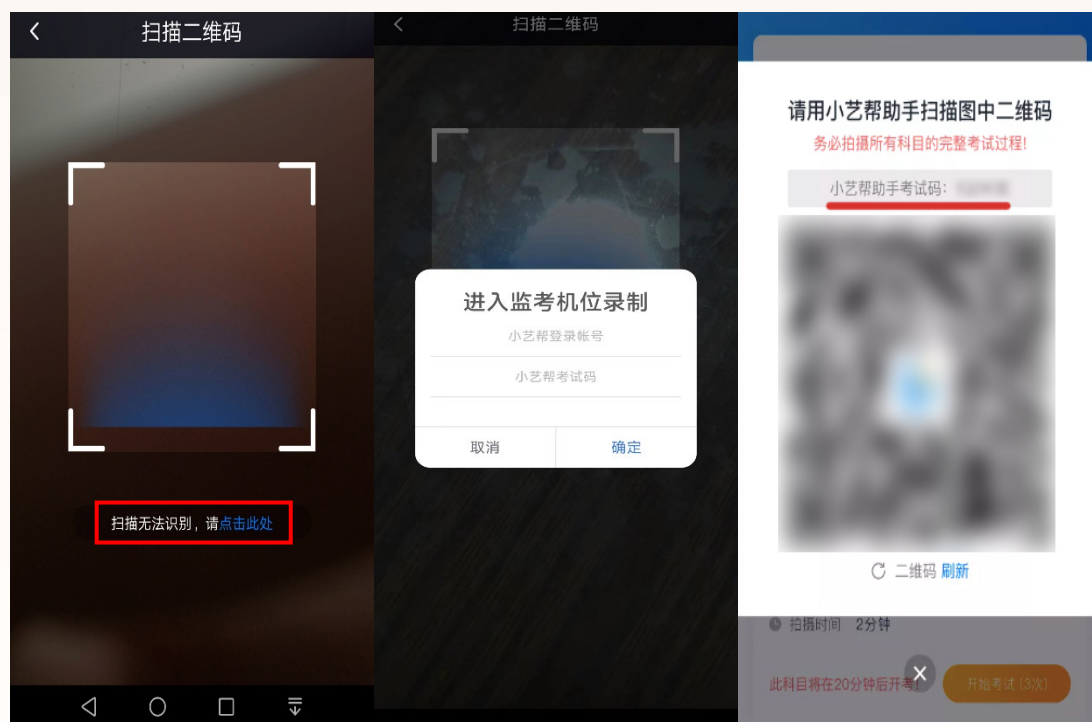 扫描二维码
扫描无法识别，请点击此处
扫描二维码
进入监考机位录制
小艺帮登录帐号
小艺帮考试码
取消
确定
请用小艺帮助手扫描图中二维码
务必拍摄所有科目的完整考试过程!
小艺帮助手考试码:
二维码 刷新
拍摄时间 2分钟
此科目将在20分钟后开考!
开始考试 (3次)